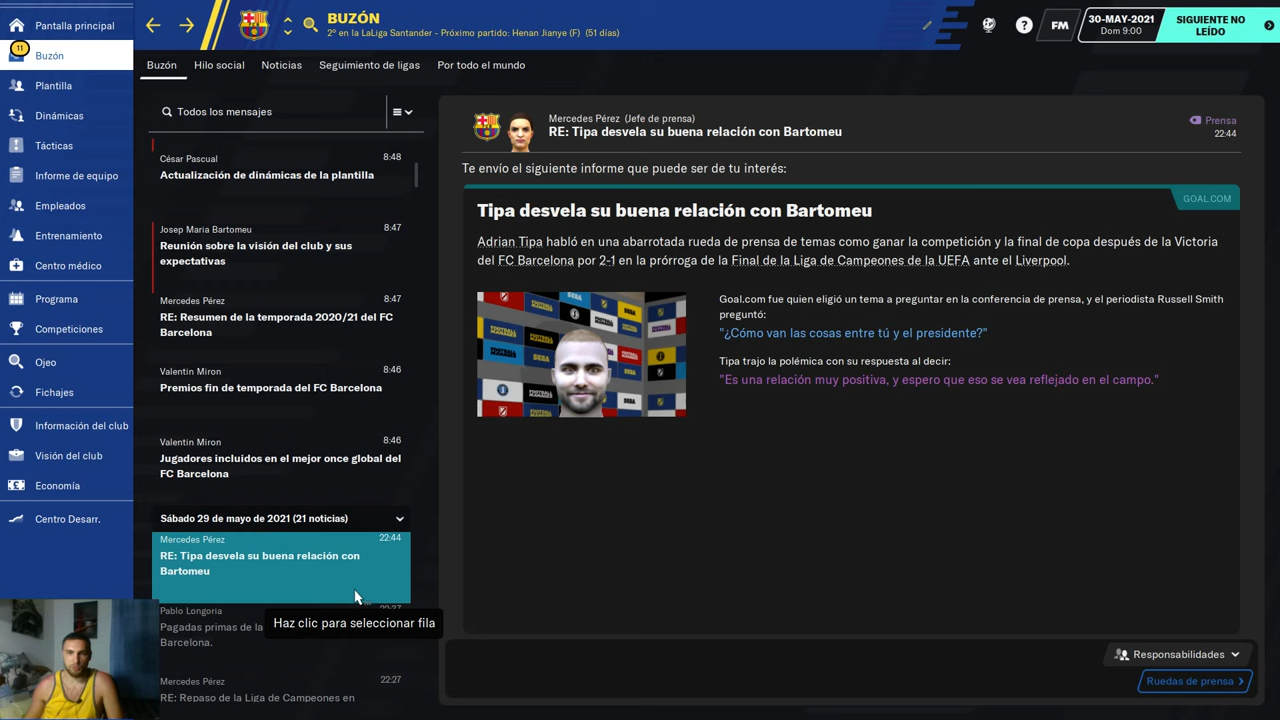 Pantalla principal
11
Buzón
Plantilla
Dinámicas
Tácticas
Informe de equipo
Empleados
Entrenamiento
Centro médico
Programa
Competiciones
Ojeo
Fichajes
Información del club
Visión del club
Economía
Centro Desarr.
BUZÓN
2º en la LaLiga Santander - Próximo partido: Henan Jianye (F) (51 días)
FM
30-MAY-2021
Dom 9:00
SIGUIENTE NO
LEÍDO
Buzón
Hilo social
Noticias
Seguimiento de ligas
Por todo el mundo
Todos los mensajes
César Pascual 8:48
Actualización de dinámicas de la plantilla
Josep Maria Bartomeu 8:47
Reunión sobre la visión del club y sus
expectativas
Mercedes Pérez 8:47
RE: Resumen de la temporada 2020/21 del FC
Barcelona
Valentin Miron 8:46
Premios fin de temporada del FC Barcelona
Valentin Miron 8:46
Jugadores incluidos en el mejor once global del
FC Barcelona
Sábado 29 de mayo de 2021 (21 noticias)
Mercedes Pérez 22:44
RE: Tipa desvela su buena relación con
Bartomeu
Pablo Longoria 22:37
Pagadas primas de la
Barcelona.
Haz clic para seleccionar fila
Mercedes Pérez 22:27
RE: Repaso de la Liga de Campeones en
Mercedes Pérez (Jefe de prensa)
RE: Tipa desvela su buena relación con Bartomeu
Prensa
22:44
Te envío el siguiente informe que puede ser de tu interés:
GOAL.COM
Tipa desvela su buena relación con Bartomeu
Adrian Tipa habló en una abarrotada rueda de prensa de temas como ganar la competición y la final de copa después de la Victoria
del FC Barcelona por 2-1 en la prórroga de la Final de la Liga de Campeones de la UEFA ante el Liverpool.
Goal.com fue quien eligió un tema a preguntar en la conferencia de prensa, y el periodista Russell Smith
preguntó:
"¿Cómo van las cosas entre tú y el presidente?"
Tipa trajo la polémica con su respuesta al decir:
"Es una relación muy positiva, y espero que eso se vea reflejado en el campo."
Responsabilidades
Ruedas de prensa